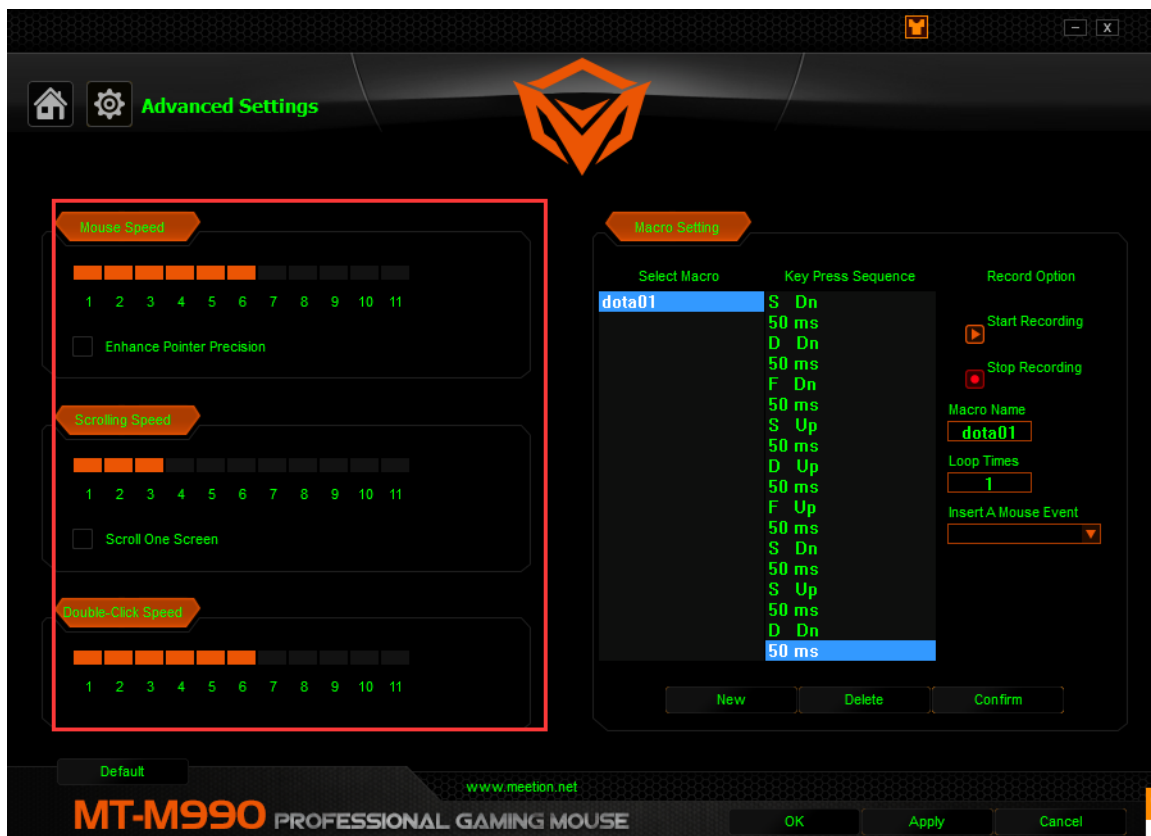 X
Advanced Settings
Mouse Speed
1 2 3 4 5 6 7 8 9 10 11
Enhance Pointer Precision
Scrolling Speed
1 2 3 4 5 6 7 8 9 10 11
Scroll One Screen
Double-Click Speed
1 2 3 4 5 6 7 8 9 10 11
Macro Setting
Select Macro
dota01
Key Press Sequence
S Dn
50 ms
D Dn
50 ms
F Dn
50 ms
S Up
50 ms
D Up
50 ms
F Up
50 ms
S Dn
50 ms
S Up
50 ms
D Dn
50 ms
Record Option
Start Recording
Stop Recording
Macro Name
dota01
Loop Times
1
Insert A Mouse Event
New Delete Confirm
Default
www.meetion.net
MT-M990 PROFESSIONAL GAMING MOUSE
OK Apply Cancel